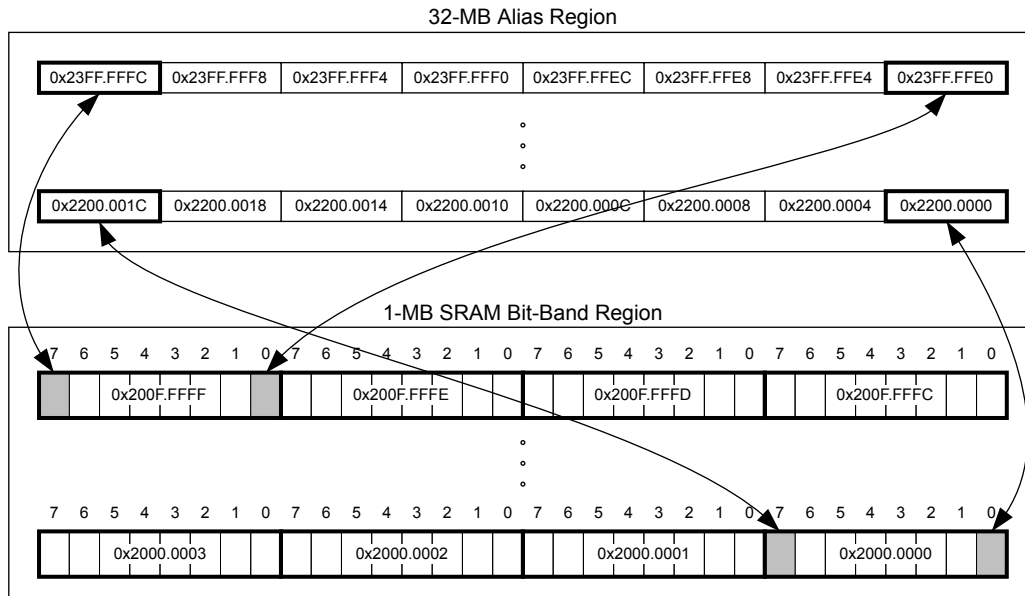 32-MB Alias Region
0x23FF.FFFC 0x23FF.FFF8 0x23FF.FFF4 0x23FF.FFF0 0x23FF.FFEC 0x23FF.FFE8 0x23FF.FFE4 0x23FF.FFE0
0x2200.001C 0x2200.0018 0x2200.0014 0x2200.0010 0x2200.000C 0x2200.0008 0x2200.0004 0x2200.0000
1-MB SRAM Bit-Band Region
7 6 5 4 3 2 1 0 7 6 5 4 3 2 1 0 7 6 5 4 3 2 1 0 7 6 5 4 3 2 1 0
0x200F.FFFF 0x200F.FFFE 0x200F.FFFD 0x200F.FFFC
7 6 5 4 3 2 1 0 7 6 5 4 3 2 1 0 7 6 5 4 3 2 1 0 7 6 5 4 3 2 1 0
0x2000.0003 0x2000.0002 0x2000.0001 0x2000.0000